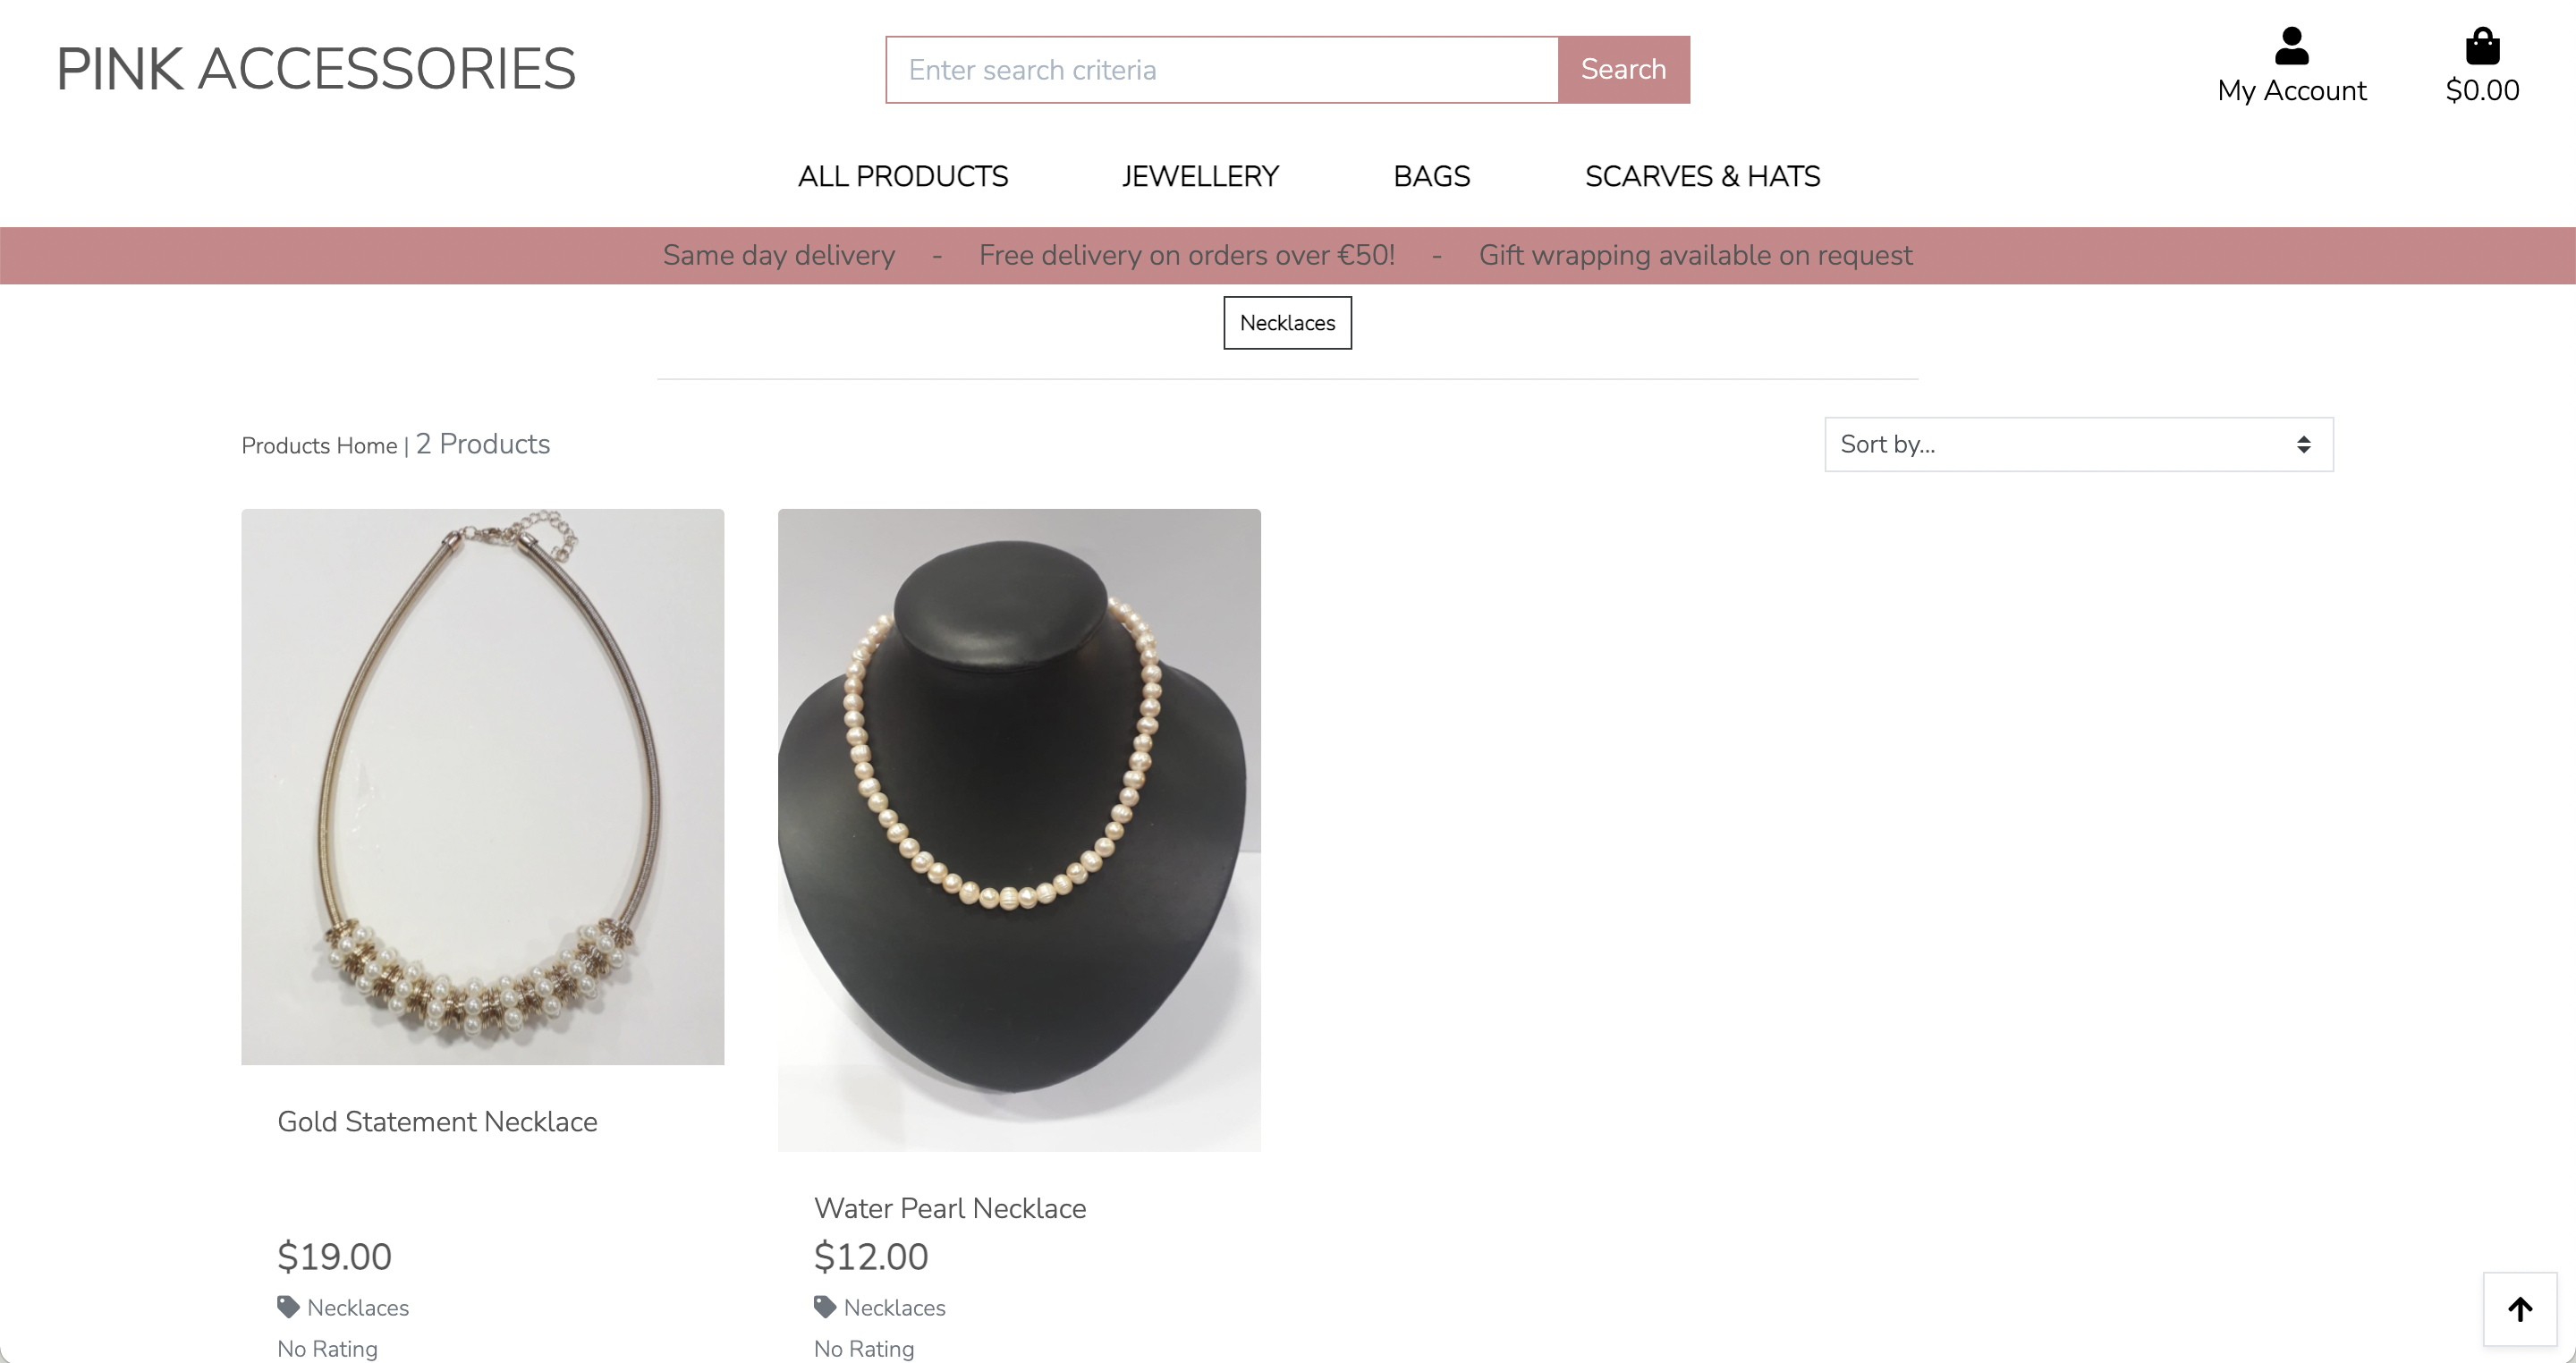 PINK ACCESSORIES
Enter search criteria
Search
My Account
$0.00
ALL PRODUCTS
JEWELLERY
BAGS
SCARVES & HATS
Same day delivery - Free delivery on orders over €50! - Gift wrapping available on request
Necklaces
Products Home | 2 Products
Sort by...
Gold Statement Necklace
$19.00
Necklaces
No Rating
Water Pearl Necklace
$12.00
Necklaces
No Rating